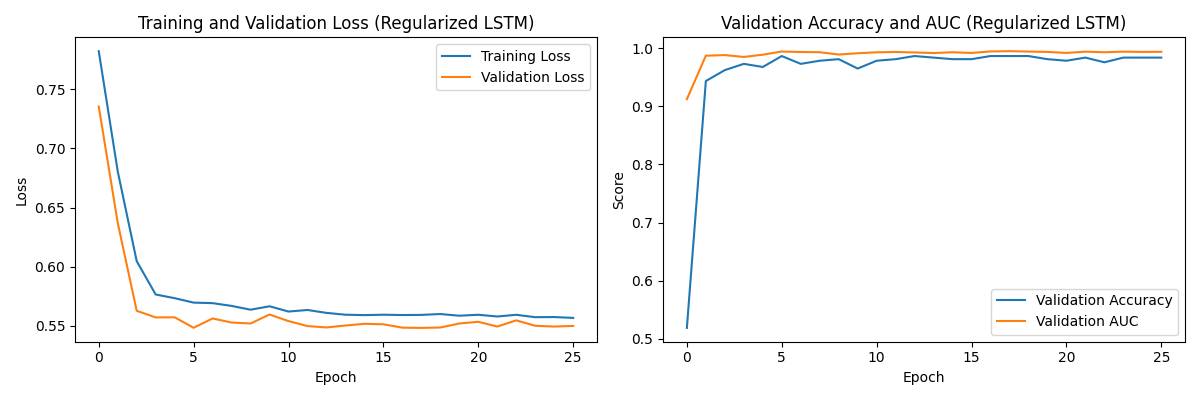 Training and Validation Loss (Regularized LSTM)
Training Loss
Validation Loss
0.75
0.70
0.65
0.60
0.55
Loss
0 5 10 15 20 25
Epoch
Validation Accuracy and AUC (Regularized LSTM)
1.0
0.9
0.8
0.7
0.6
0.5
Score
Validation Accuracy
Validation AUC
0 5 10 15 20 25
Epoch